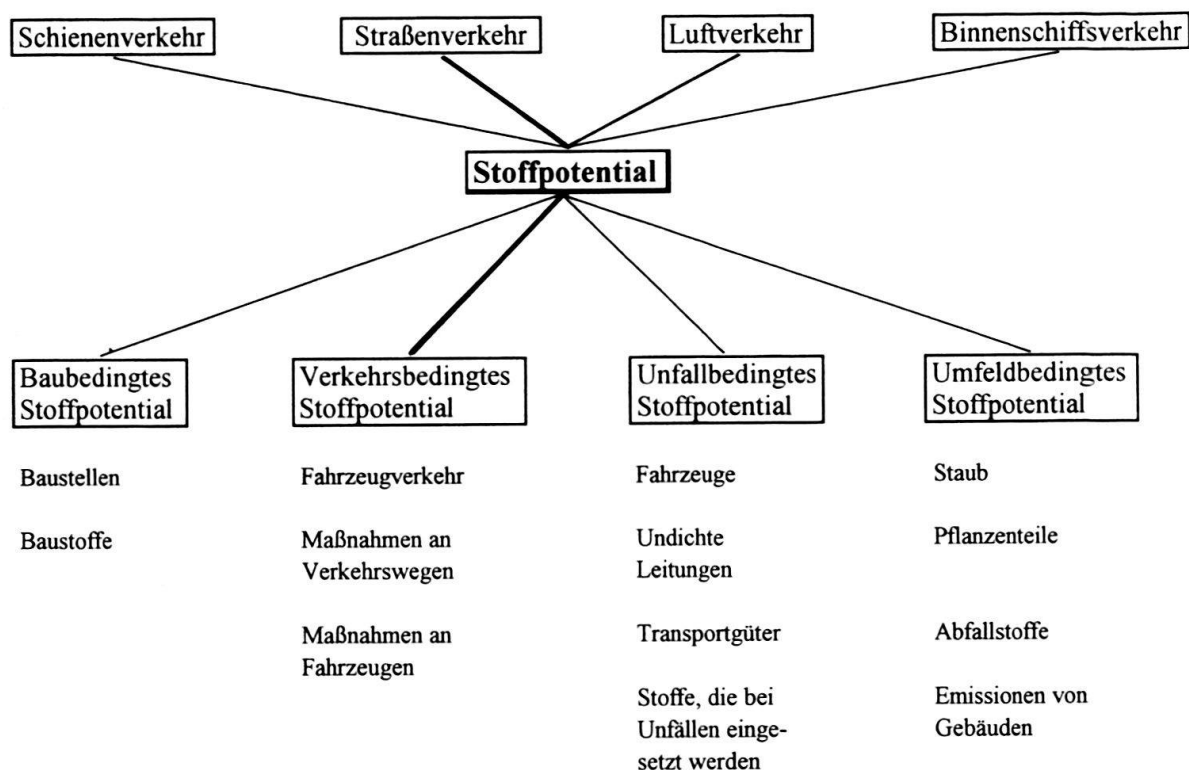 Schienenverkehr
Straßenverkehr
Luftverkehr
Binnenschiffsverkehr
Stoffpotential
Baubedingtes
Stoffpotential
Baustellen
Baustoffe
Verkehrsbedingtes
Stoffpotential
Fahrzeugverkehr
Maßnahmen an
Verkehrswegen
Maßnahmen an
Fahrzeugen
Unfallbedingtes
Stoffpotential
Fahrzeuge
Undichte
Leitungen
Transportgüter
Stoffe, die bei
Unfällen einge-
setzt werden
Umfeldbedingtes
Stoffpotential
Staub
Pflanzenteile
Abfallstoffe
Emissionen von
Gebäuden